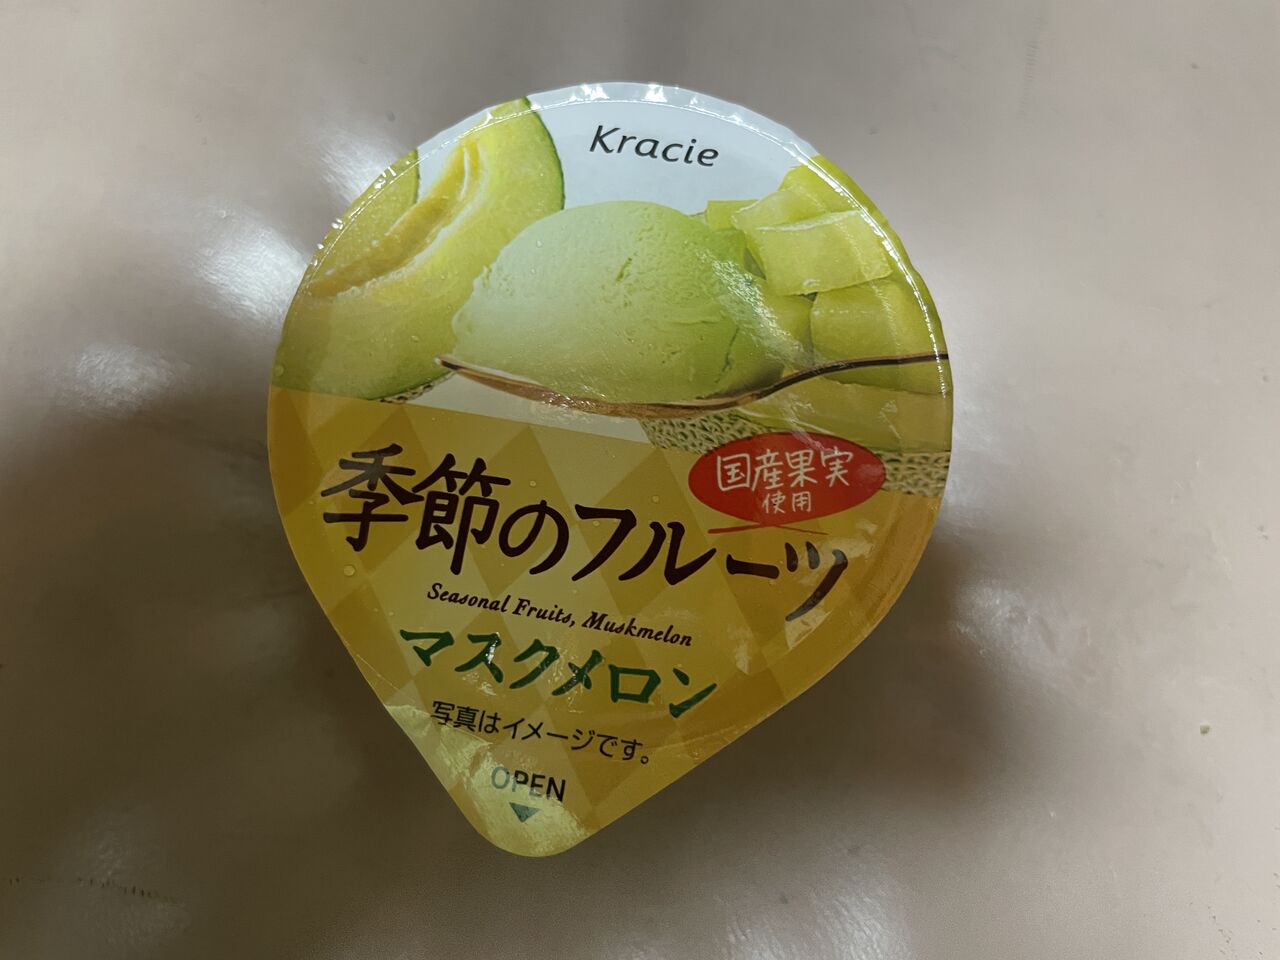 Kracie
国産果実
使用
季節のフルーツ
Seasonal Fruits, Muskmelon
マスクメロン
写真はイメージです。
OPEN